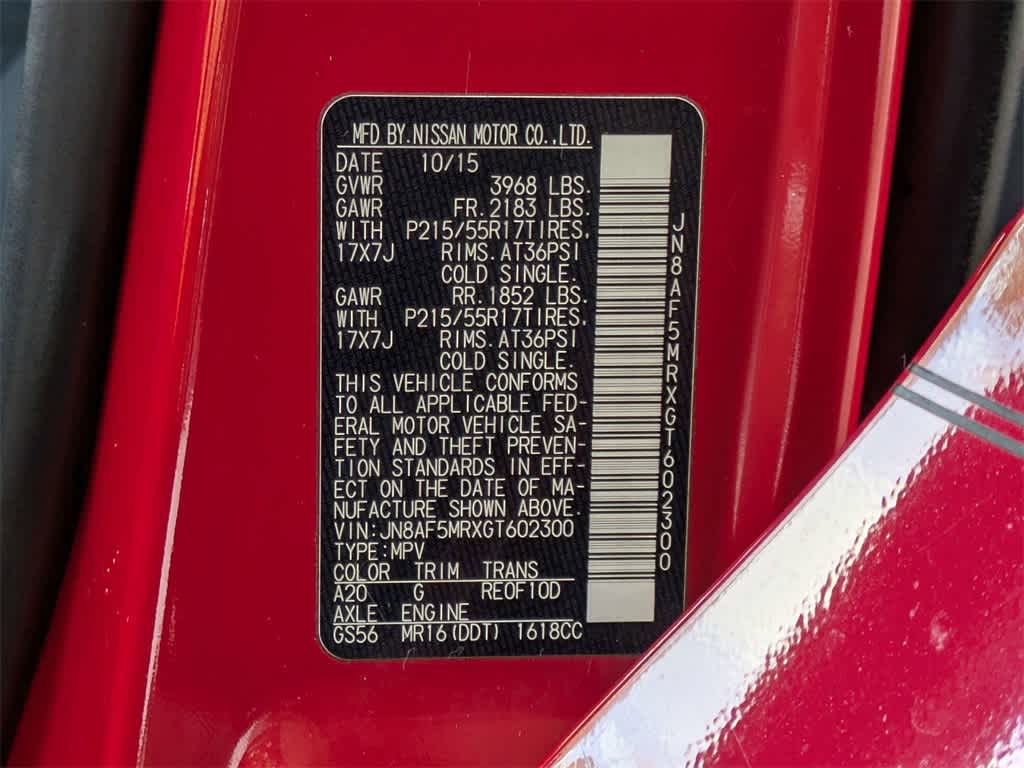 MFD BY.NISSAN MOTOR CO.,LTD.
DATE 10/15
GVWR 3968 LBS.
GAWR FR.2183 LBS.
WITH P215/55R17TIRES,
17X7J RIMS.AT36PSI
COLD SINGLE.
GAWR RR.1852 LBS.
WITH P215/55R17TIRES,
17X7J RIMS.AT36PSI
COLD SINGLE.
THIS VEHICLE CONFORMS
TO ALL APPLICABLE FED-
ERAL MOTOR VEHICLE SA-
FETY AND THEFT PREVEN-
TION STANDARDS IN EFF-
ECT ON THE DATE OF MA-
NUFACTURE SHOWN ABOVE.
VIN:JN8AF5MRXGT602300
TYPE:MPV
COLOR TRIM TRANS
A20 G RE0F10D
AXLE ENGINE
GS56 MR16(DDT) 1618CC
JN8AF5MRXGT602300